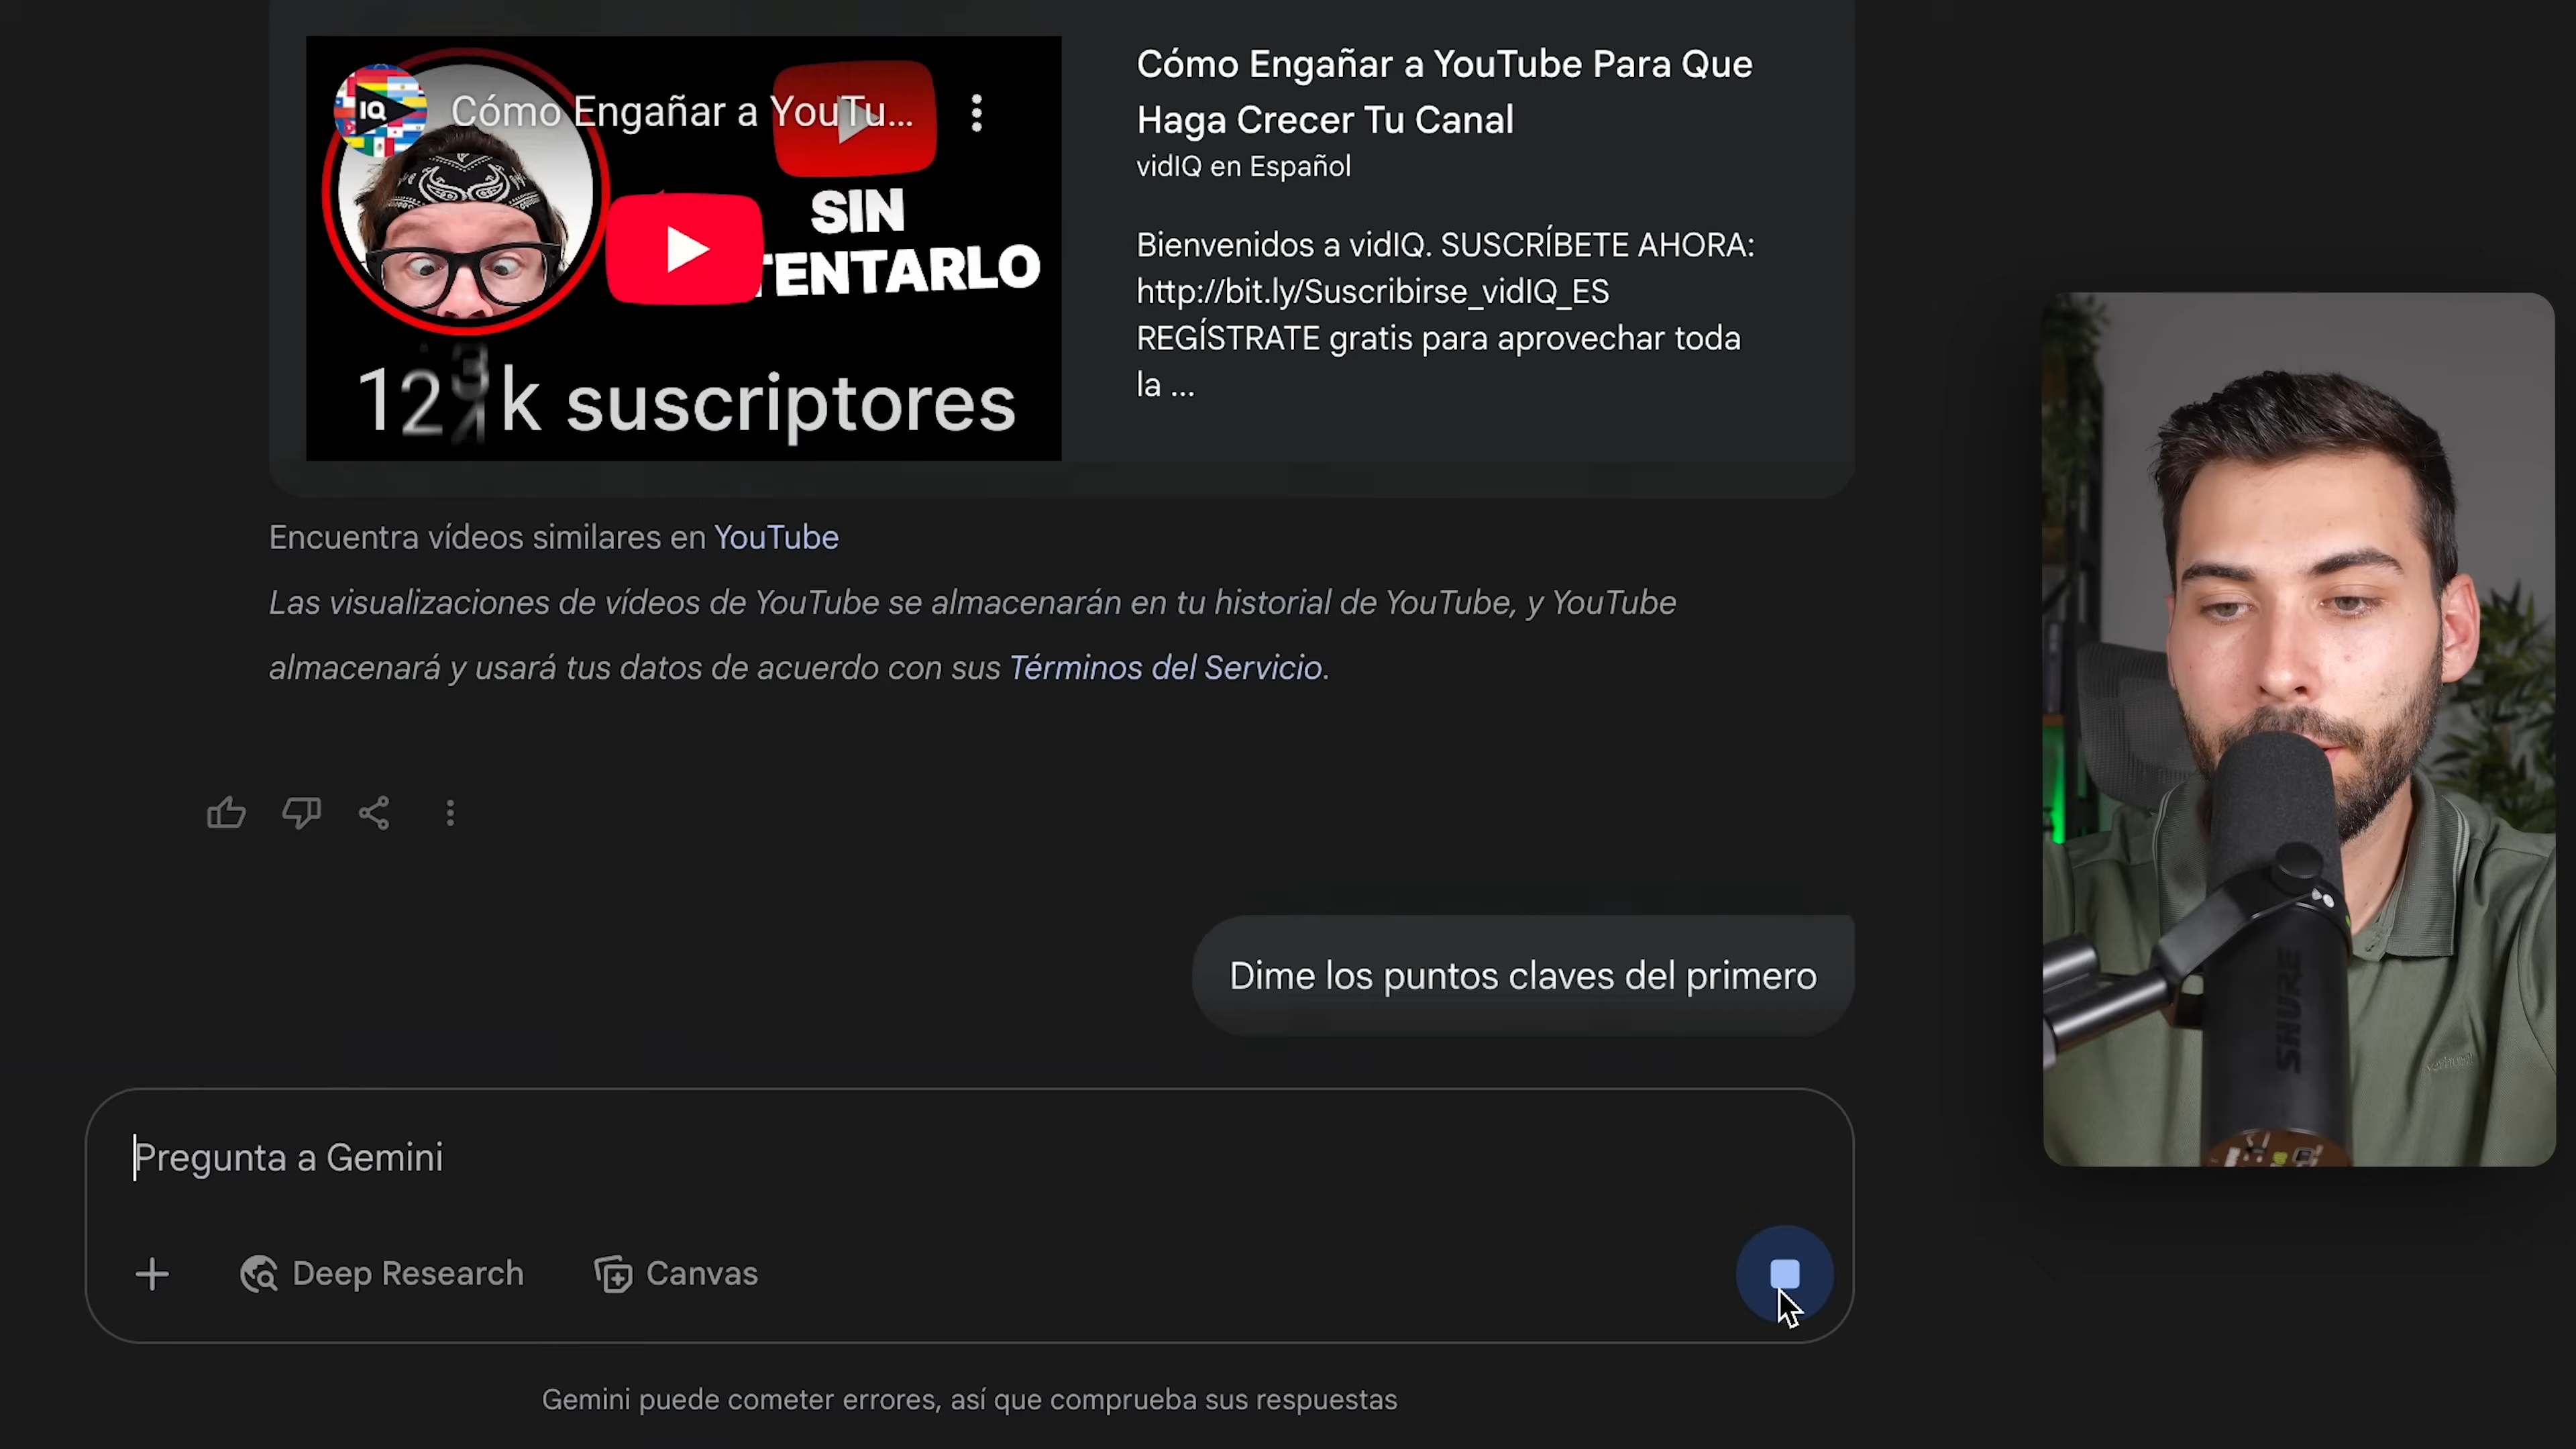 Cómo Engañar a YouTu...
IQ
SIN
TENTARLO
k suscriptores
Cómo Engañar a YouTube Para Que
Haga Crecer Tu Canal
vidIQ en Español
Bienvenidos a vidIQ. SUSCRÍBETE AHORA:
http://bit.ly/Suscribirse_vidIQ_ES
REGÍSTRATE gratis para aprovechar toda
la ...
Encuentra vídeos similares en YouTube
Las visualizaciones de vídeos de YouTube se almacenarán en tu historial de YouTube, y YouTube
almacenará y usará tus datos de acuerdo con sus Términos del Servicio.
Dime los puntos claves del primero
Pregunta a Gemini
Deep Research
Canvas
Gemini puede cometer errores, así que comprueba sus respuestas
SHURE